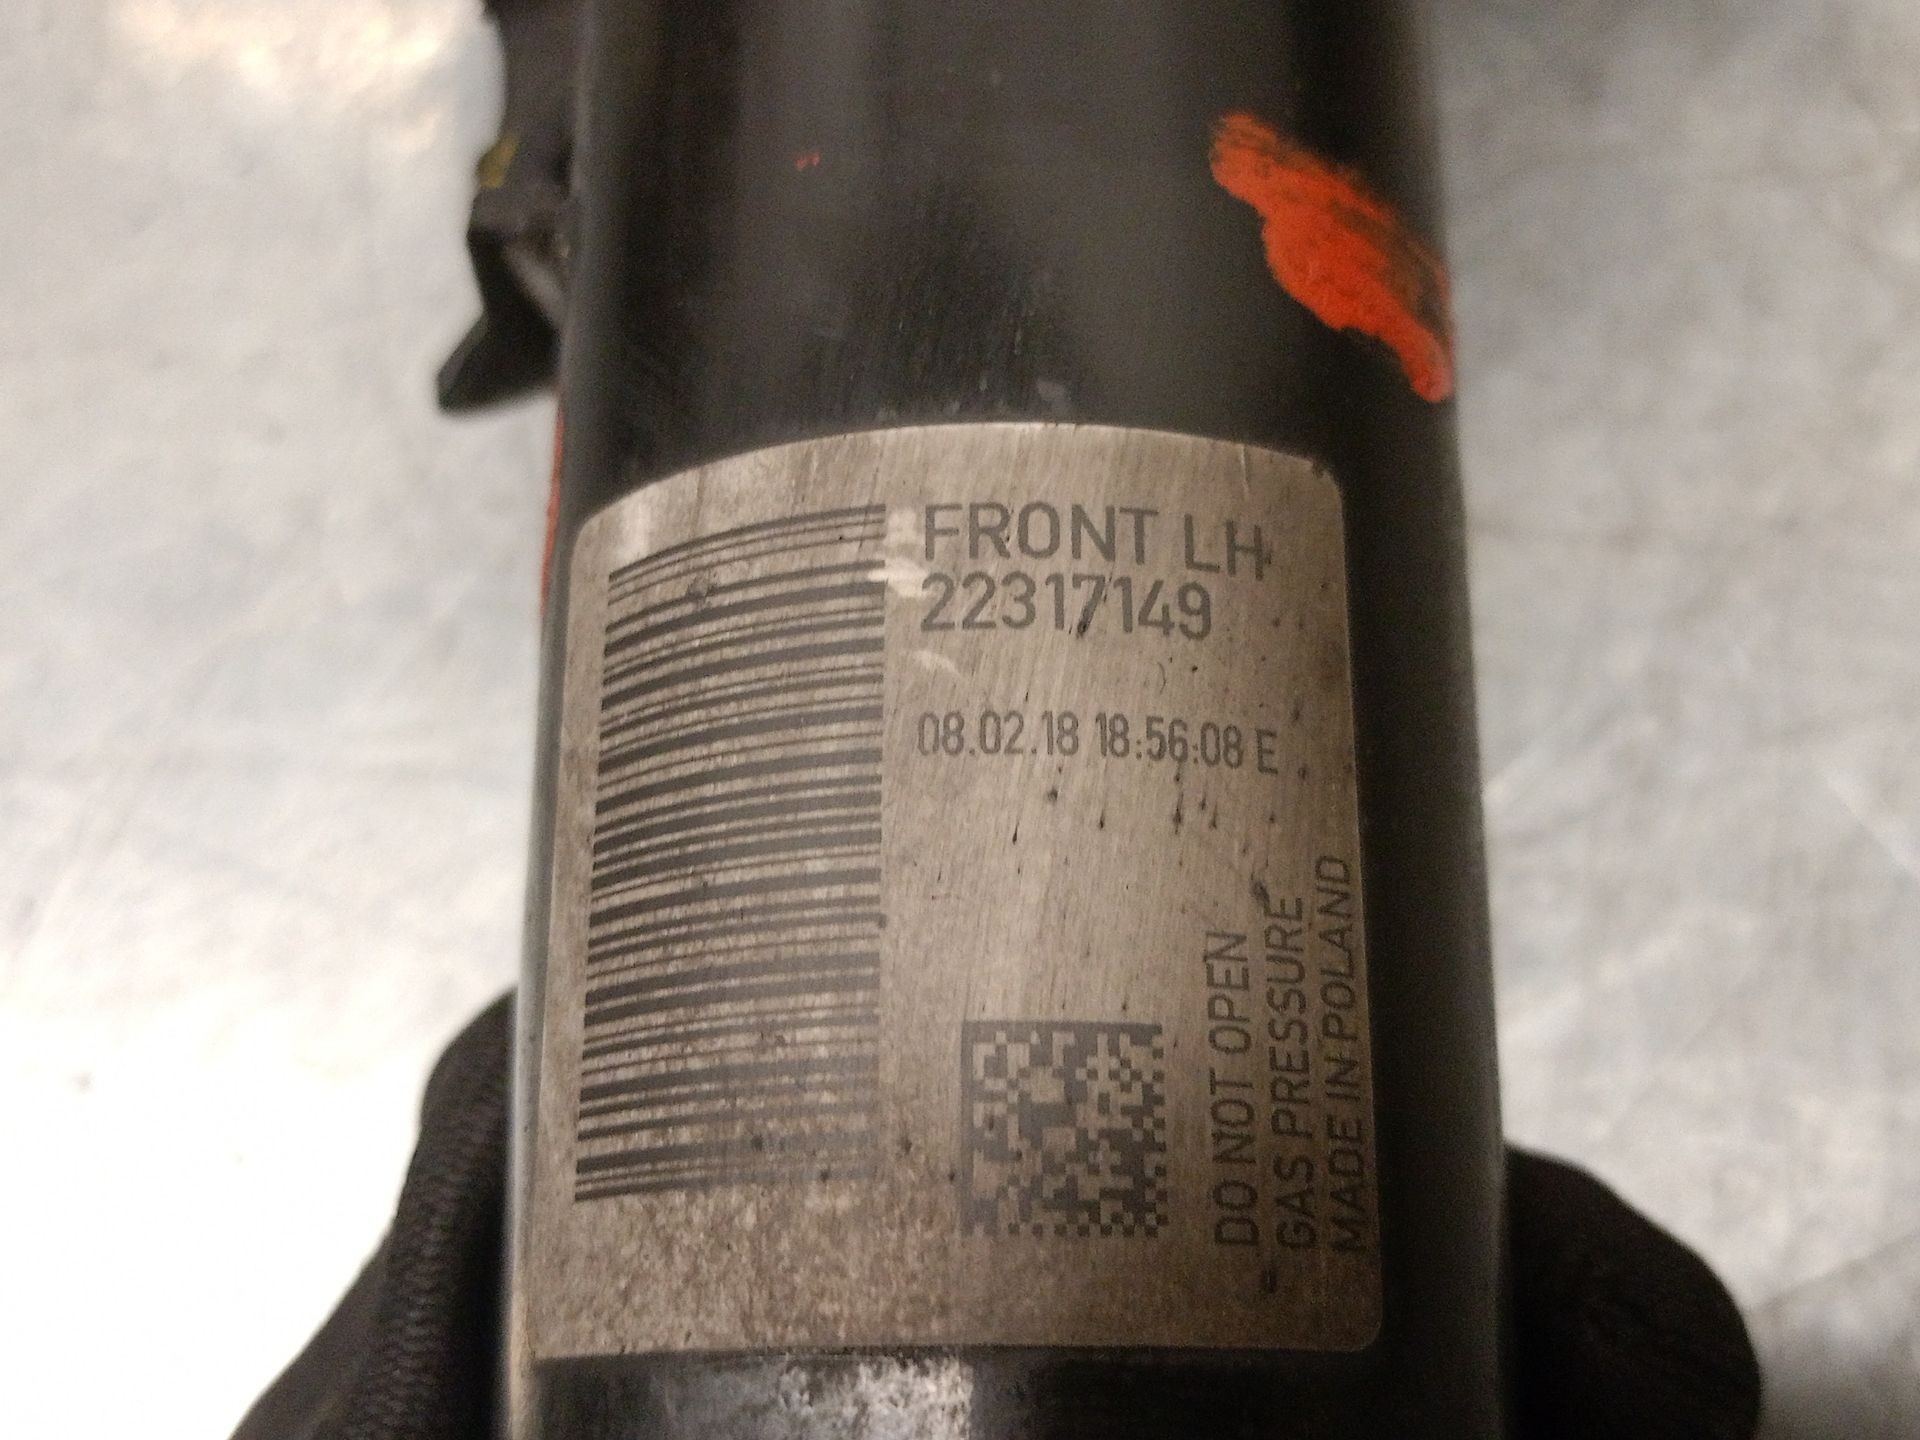 FRONT LH
22317149
08.02.18 18:56:08 E
DO NOT OPEN
GAS PRESSURE
MADE IN POLAND